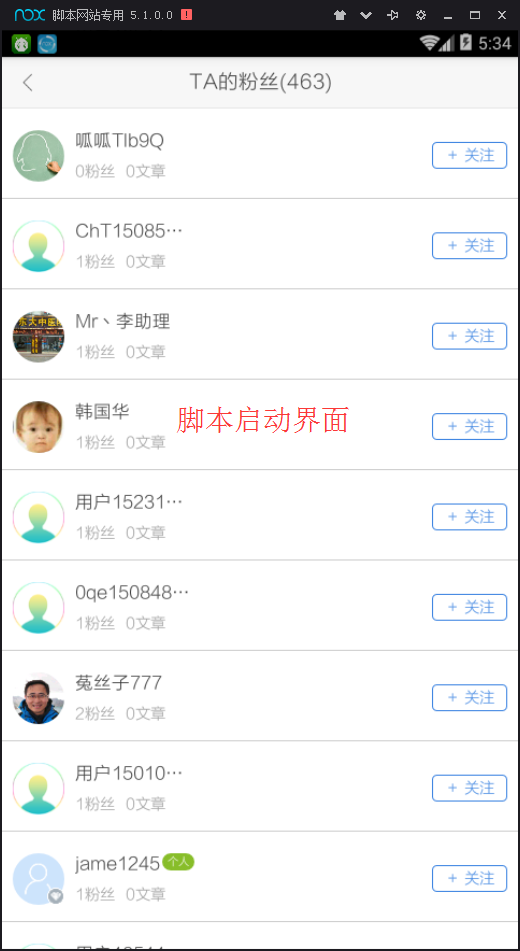 nox 脚本网站专用 5.1.0.0
5:34
TA的粉丝(463)
呱呱Tlb9Q
0粉丝 0文章
+ 关注
ChT15085…
1粉丝 0文章
+ 关注
Mr丶李助理
1粉丝 0文章
+ 关注
韩国华
1粉丝 0文章
+ 关注
脚本启动界面
用户15231…
1粉丝 0文章
+ 关注
0qe150848…
1粉丝 0文章
+ 关注
菟丝子777
2粉丝 0文章
+ 关注
用户15010…
1粉丝 0文章
+ 关注
jame1245 个人
1粉丝 0文章
+ 关注